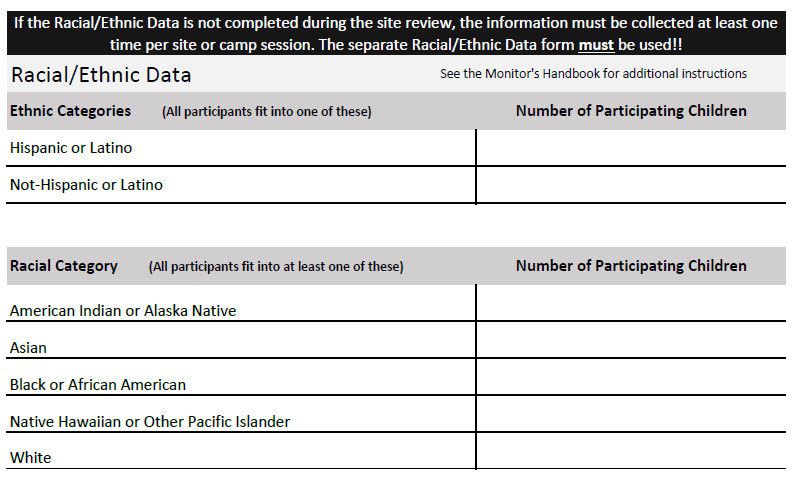 If the Racial/Ethnic Data is not completed during the site review, the information must be collected at least one
time per site or camp session. The separate Racial/Ethnic Data form must be used!!
Racial/Ethnic Data See the Monitor's Handbook for additional instructions
Ethnic Categories (All participants fit into one of these) Number of Participating Children
Hispanic or Latino
Not-Hispanic or Latino
Racial Category (All participants fit into at least one of these) Number of Participating Children
American Indian or Alaska Native
Asian
Black or African American
Native Hawaiian or Other Pacific Islander
White